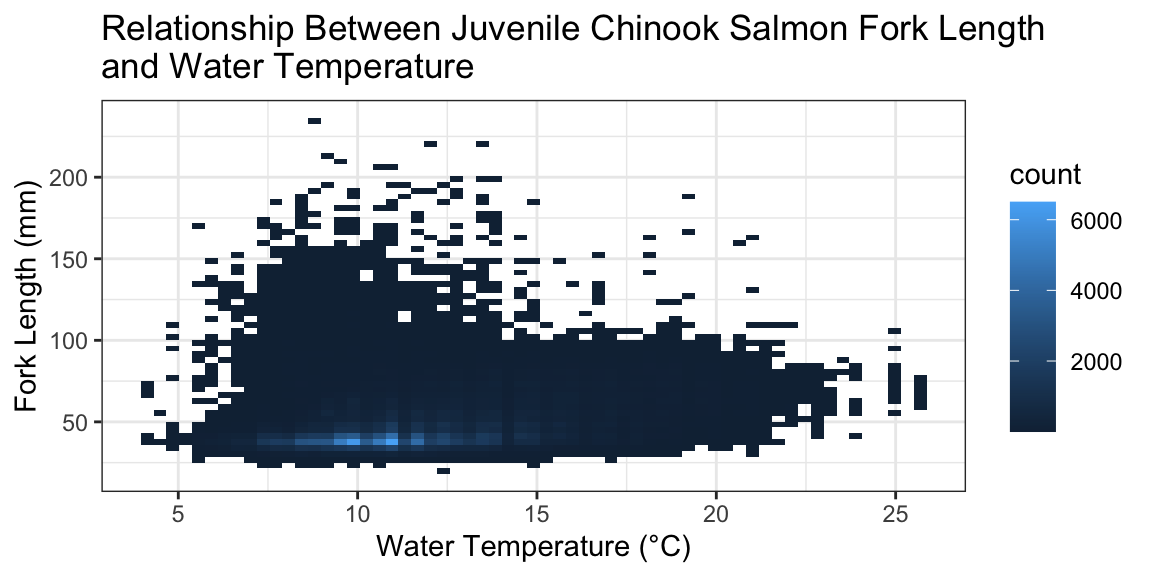 Relationship Between Juvenile Chinook Salmon Fork Length
and Water Temperature
Fork Length (mm)
200
150
100
50
5
10
15
20
25
Water Temperature (°C)
count
6000
4000
2000